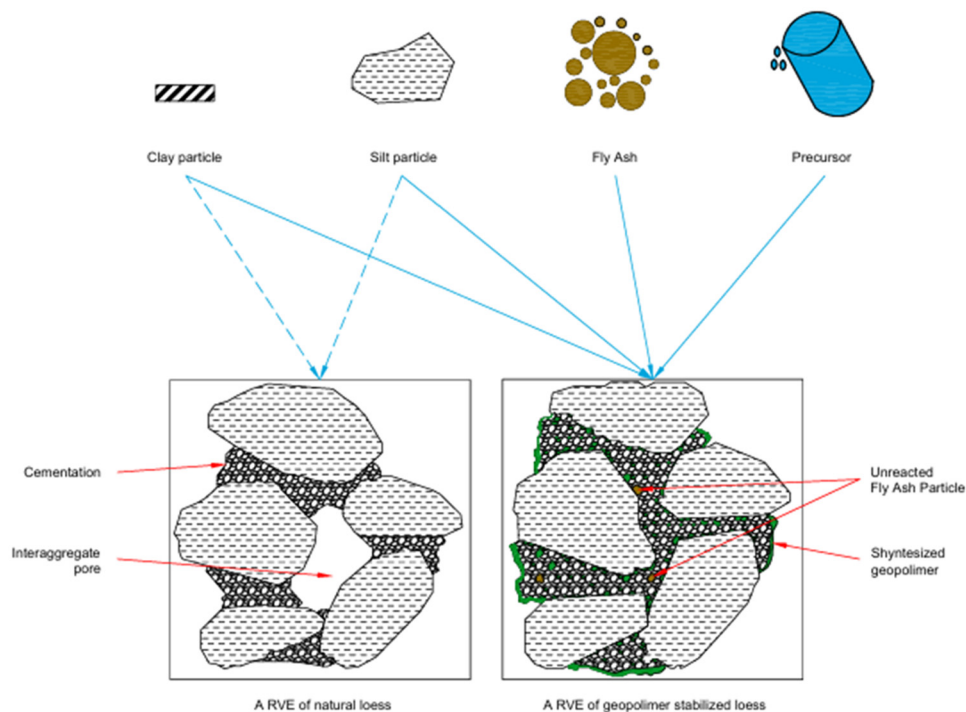 Clay particle
Silt particle
Fly Ash
Precursor
Cementation
Interaggregate
pore
Unreacted
Fly Ash Particle
Shyntesized
geopolimer
A RVE of natural loess
A RVE of geopolimer stabilized loess